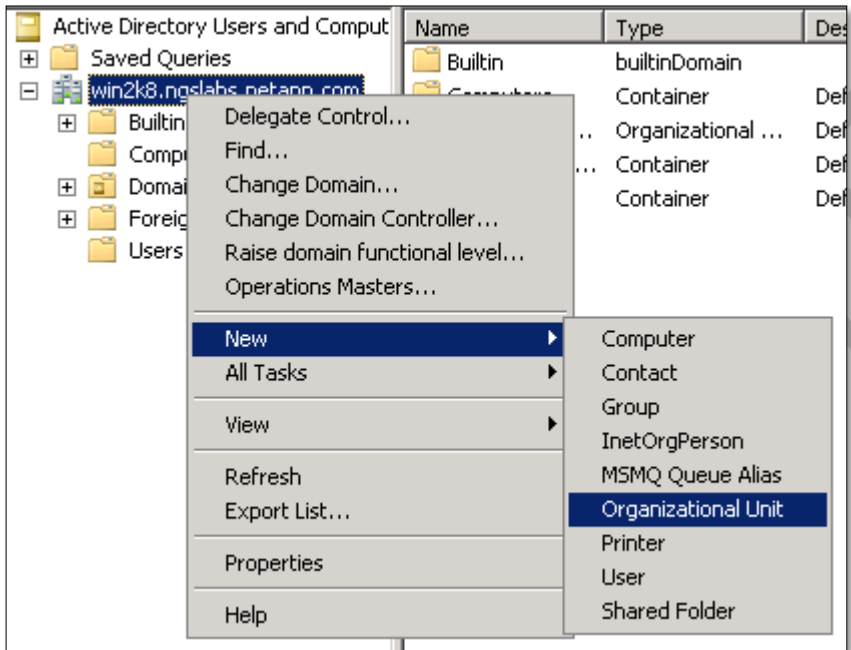 Active Directory Users and Comput
Saved Queries
win2k8.ngslabs.netapp.com
Builtin
Domai
Foreig
Users
Name Type Des
Builtin builtinDomain
Computers Container Def
.. Organizational ... Def
... Container Def
Container Def
Delegate Control...
Find...
Change Domain...
Change Domain Controller...
Raise domain functional level...
Operations Masters...
New
All Tasks
View
Refresh
Export List...
Properties
Help
Computer
Contact
Group
InetOrgPerson
MSMQ Queue Alias
Organizational Unit
Printer
User
Shared Folder